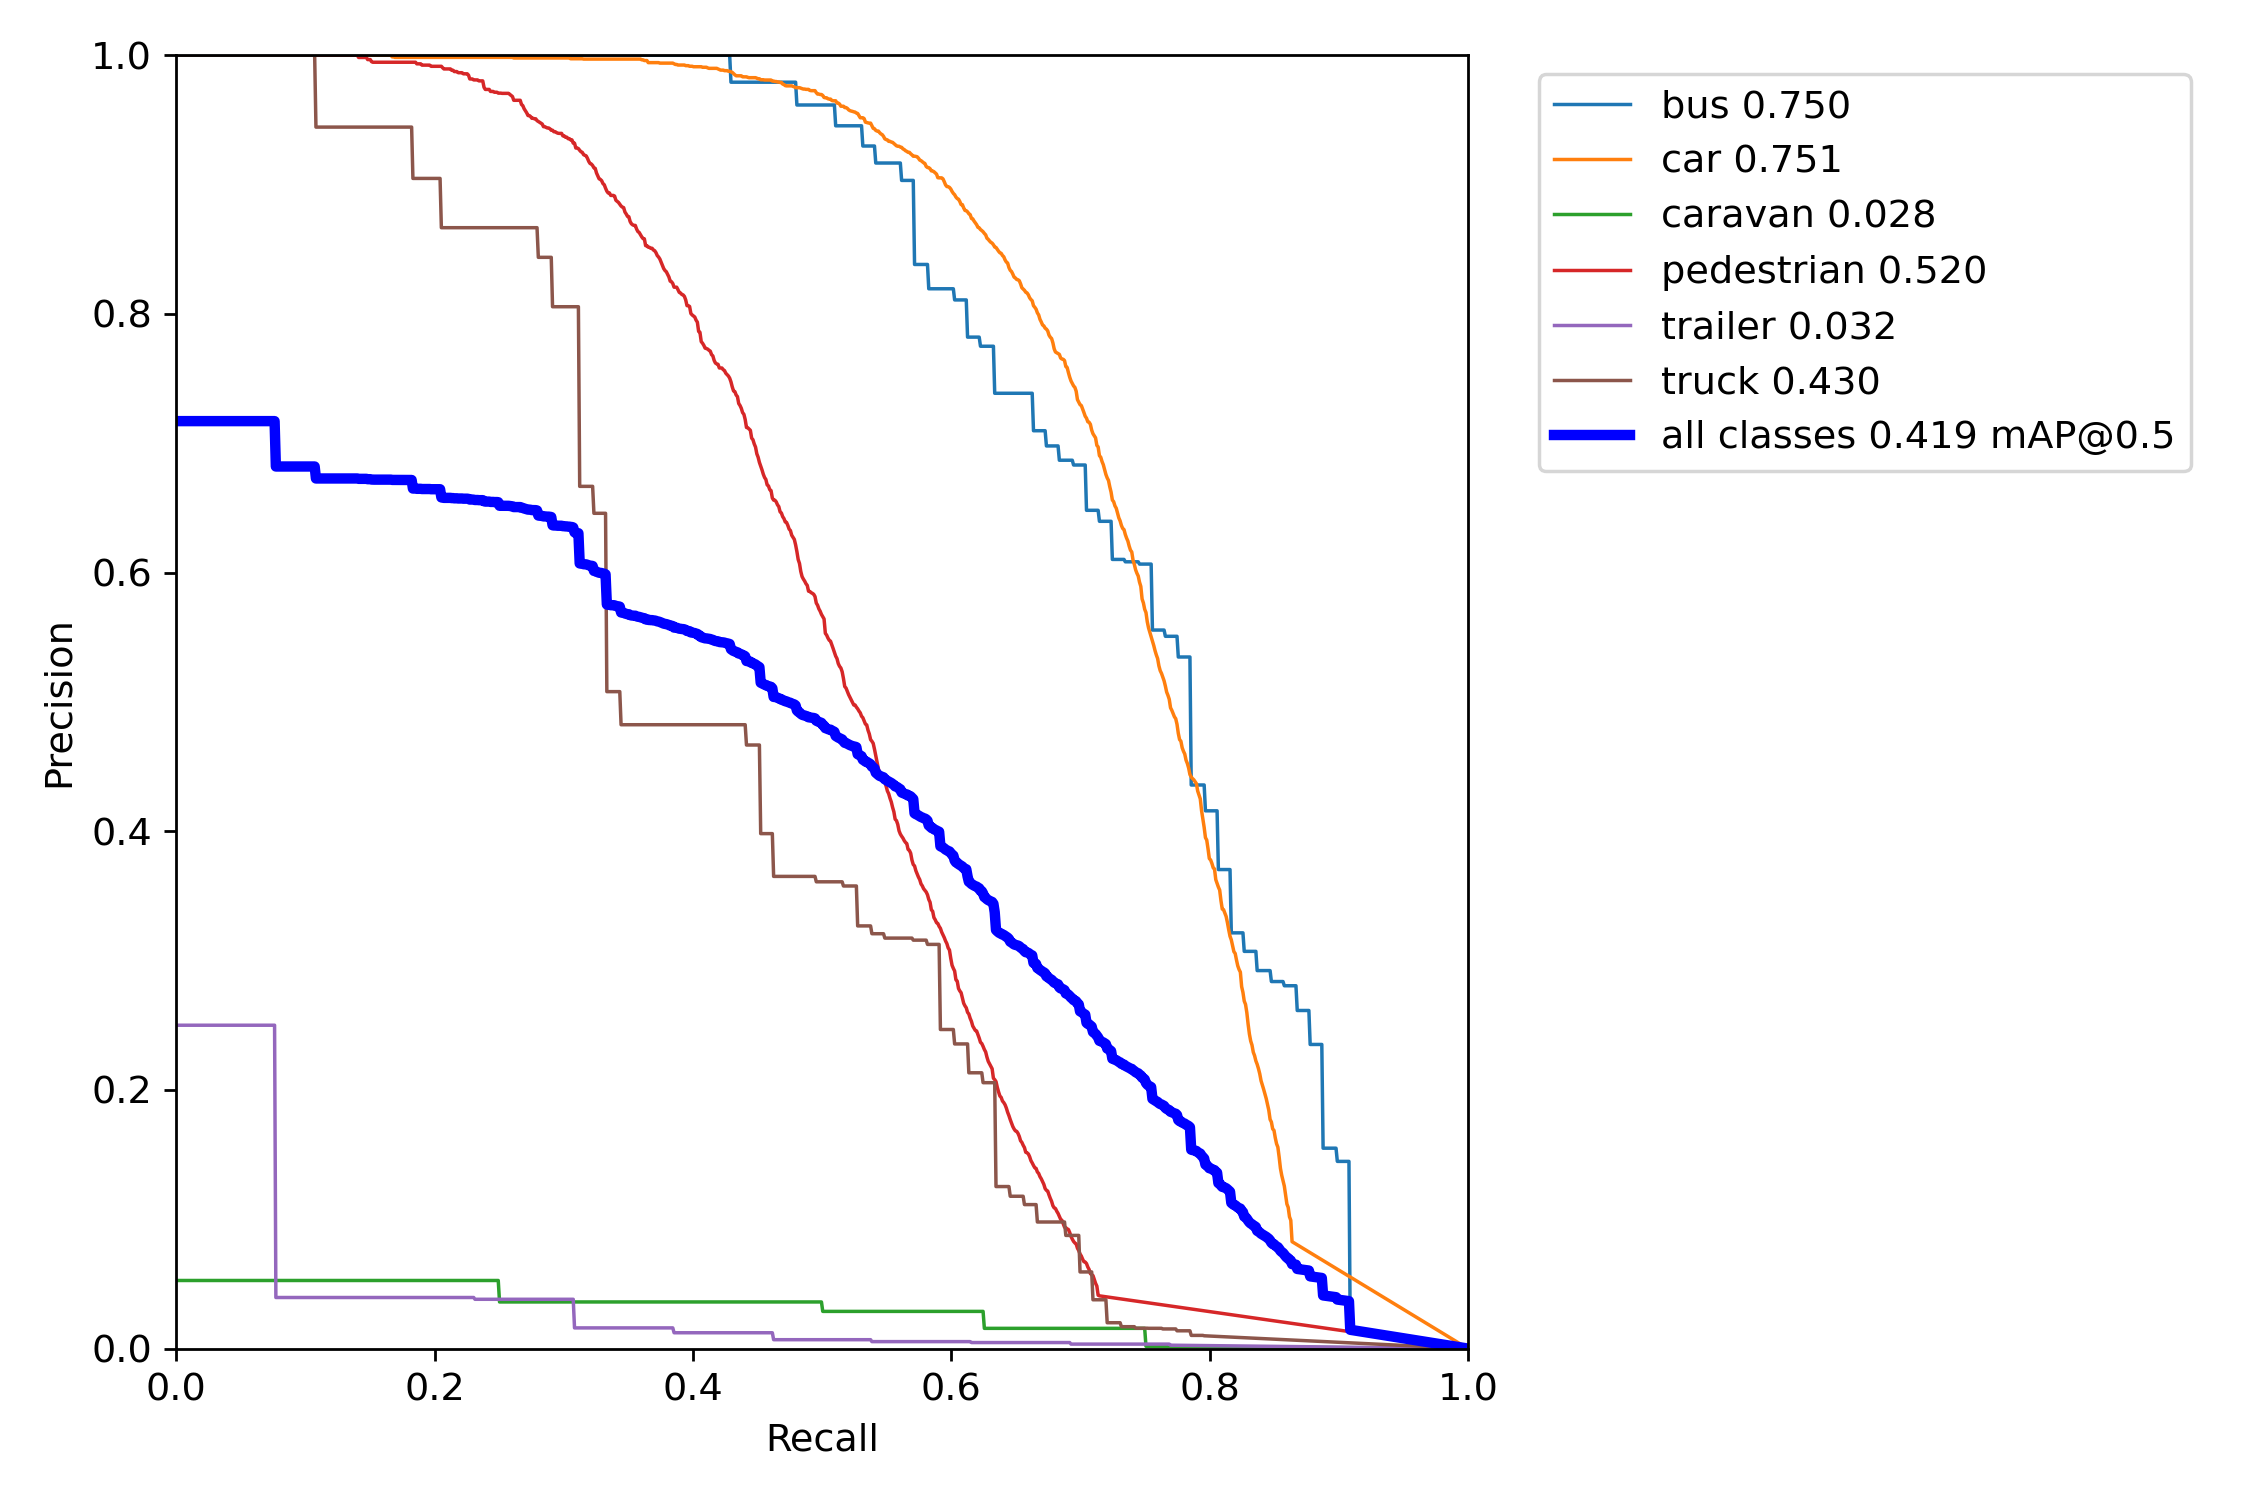 1.0
0.8
0.6
0.4
0.2
0.0
0.0 0.2 0.4 0.6 0.8 1.0
Precision
Recall
bus 0.750
car 0.751
caravan 0.028
pedestrian 0.520
trailer 0.032
truck 0.430
all classes 0.419 mAP@0.5